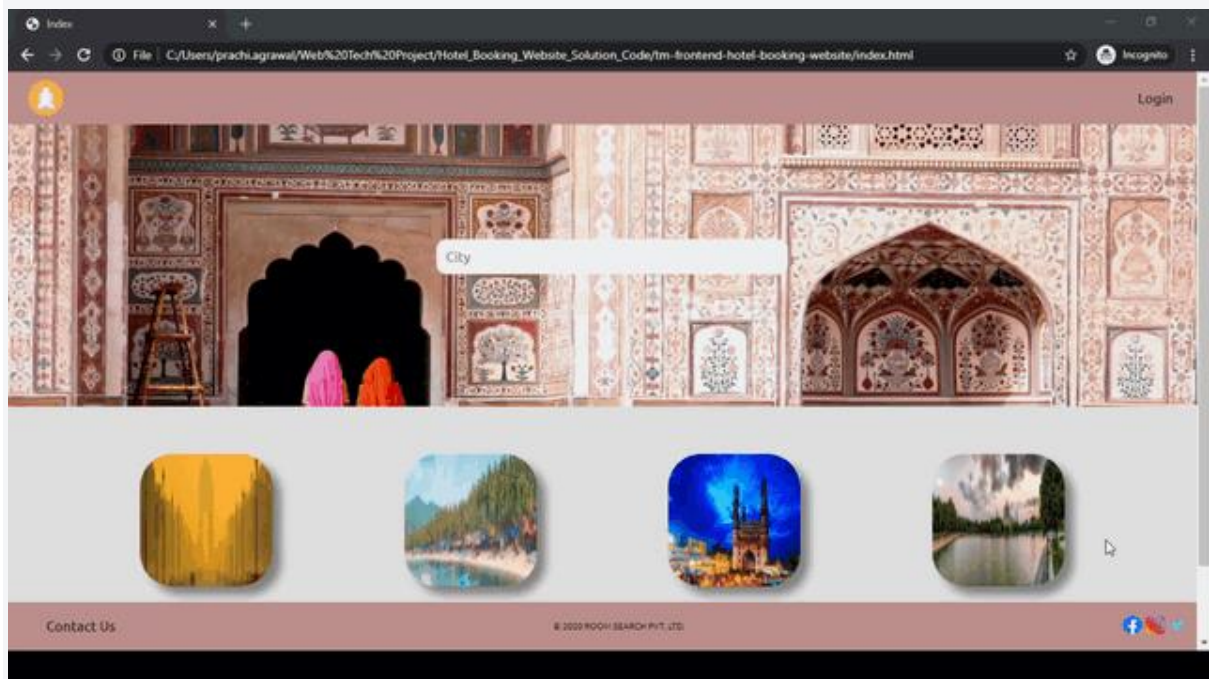 Index
File C:/Users/prachi.agrawal/Web%20Tech%20Project/Hotel_Booking_Website_Solution_Code/tm-frontend-hotel-booking-website/index.html Incognito
Login
City
Contact Us © 2020 ROOM SEARCH PVT. LTD.